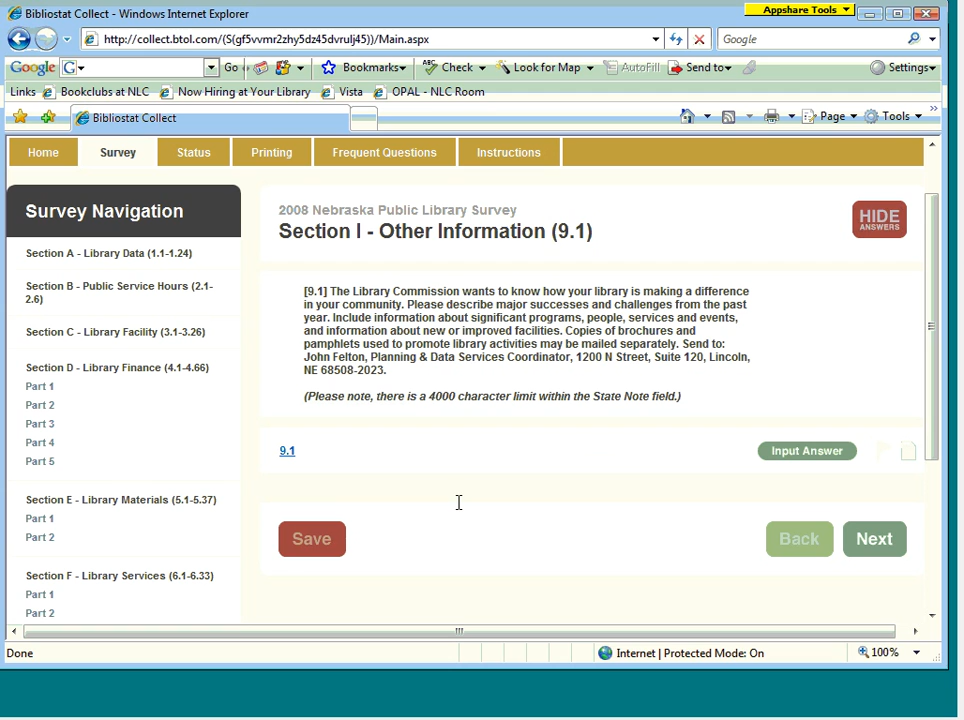 Bibliostat Collect - Windows Internet Explorer
Appshare Tools
http://collect.btol.com/(S(gf5vvmr2zhy5dz45dvrulj45))/Main.aspx
Google
Google
G
Go
Bookmarks
ABC
Check
Look for Map
AutoFill
Send to
Settings
Links
Bookclubs at NLC
Now Hiring at Your Library
Vista
OPAL - NLC Room
Bibliostat Collect
Page
Tools
Home
Survey
Status
Printing
Frequent Questions
Instructions
Survey Navigation
Section A - Library Data (1.1-1.24)
Section B - Public Service Hours (2.1-
2.6)
Section C - Library Facility (3.1-3.26)
Section D - Library Finance (4.1-4.66)
Part 1
Part 2
Part 3
Part 4
Part 5
Section E - Library Materials (5.1-5.37)
Part 1
Part 2
Section F - Library Services (6.1-6.33)
Part 1
Part 2
2008 Nebraska Public Library Survey
Section I - Other Information (9.1)
HIDE
ANSWERS
[9.1] The Library Commission wants to know how your library is making a difference
in your community. Please describe major successes and challenges from the past
year. Include information about significant programs, people, services and events,
and information about new or improved facilities. Copies of brochures and
pamphlets used to promote library activities may be mailed separately. Send to:
John Felton, Planning & Data Services Coordinator, 1200 N Street, Suite 120, Lincoln,
NE 68508-2023.
(Please note, there is a 4000 character limit within the State Note field.)
9.1
Input Answer
Save
Back
Next
Done
Internet | Protected Mode: On
100%